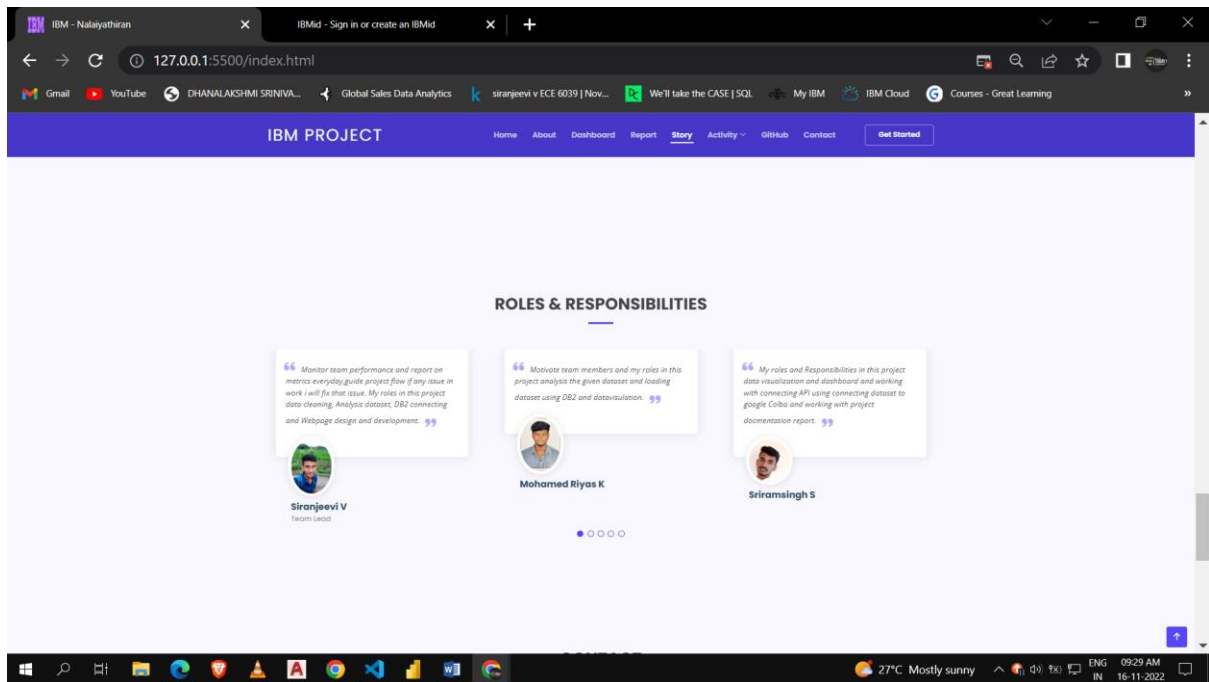 IBM - Nalaiyathiran
IBMid - Sign in or create an IBMid
127.0.0.1:5500/index.html
Gmail YouTube DHANALAKSHMI SRINIVA... Global Sales Data Analytics siranjeevi v ECE 6039 | Nov... We'll take the CASE | SQL My IBM IBM Cloud Courses - Great Learning »
IBM PROJECT Home About Dashboard Report Story Activity GitHub Contact Get Started
ROLES & RESPONSIBILITIES
Monitor team performance and report on
metrics everyday,guide project flow if any issue in
work i will fix that issue. My roles in this project
data cleaning, Analysis dataset, DB2 connecting
and Webpage design and development.
Siranjeevi V
Team Lead
Motivate team members and my roles in this
project analysis the given dataset and loading
dataset using DB2 and datavisulation.
Mohamed Riyas K
My roles and Responsibilities in this project
data visualization and dashboard and working
with connecting API using connecting dataset to
google Colba and working with project
docmentation report.
Sriramsingh S
27°C Mostly sunny
ENG
IN
09:29 AM
16-11-2022